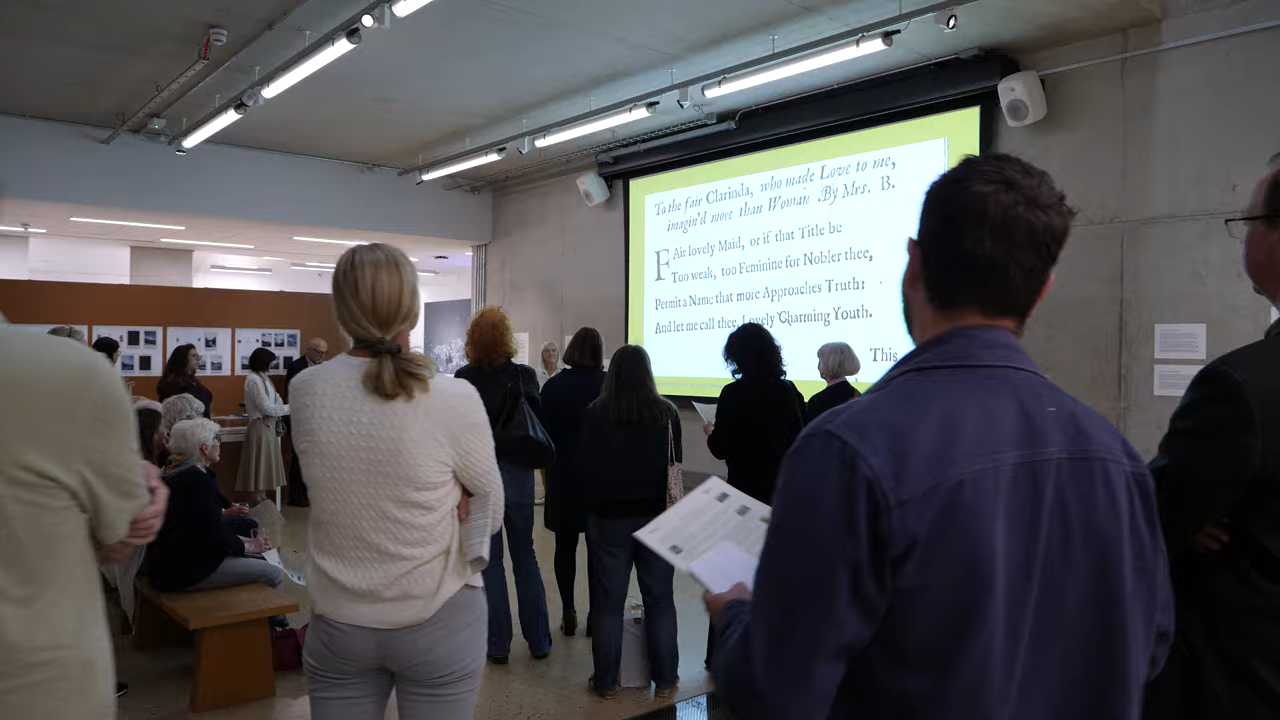 To the fair Clarinda, who made Love to me,
imagin'd more than Woman .By Mrs. B.
FAir lovely Maid, or if that Title be
Too weak, too Feminine for Nobler thee,
Permit a Name that more Approaches Truth:
And let me call thee, Lovely Charming Youth.
This